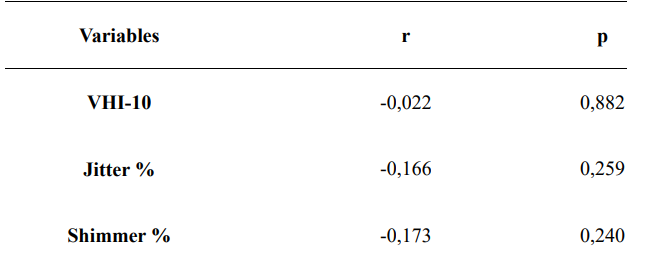 Variables r p
VHI-10 -0,022 0,882
Jitter % -0,166 0,259
Shimmer % -0,173 0,240